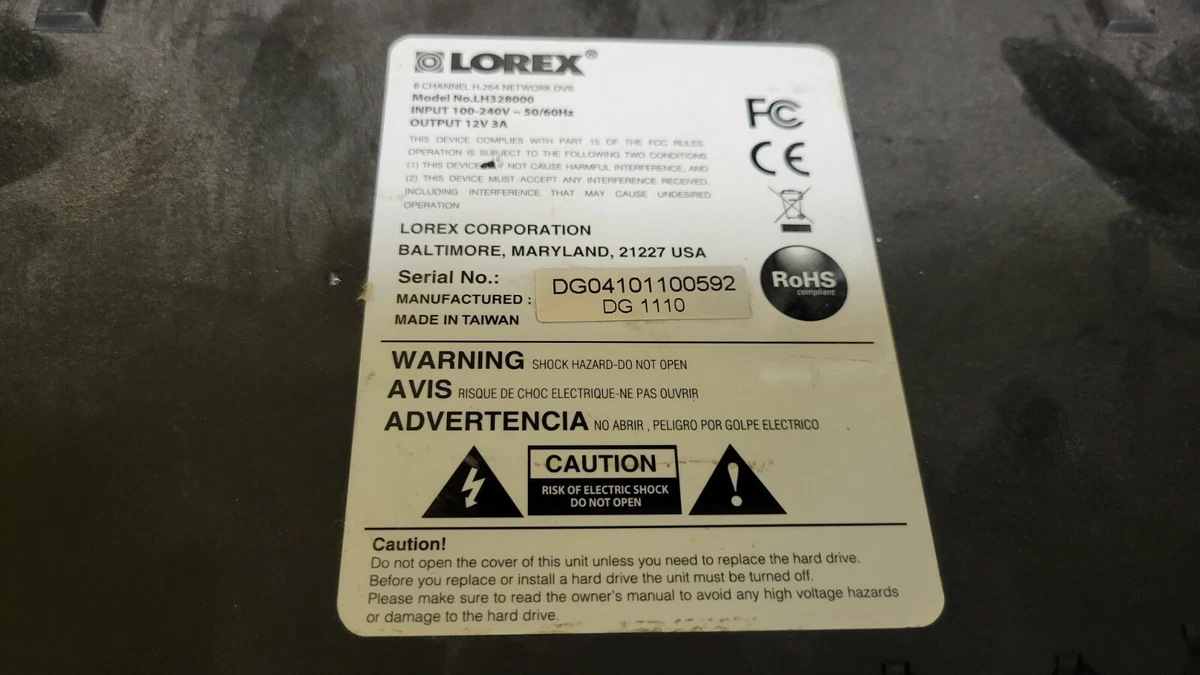 LOREX®
8 CHANNEL H.264 NETWORK DVR
Model No.LH328000
INPUT 100-240V ~ 50/60Hz
OUTPUT 12V 3A
THIS DEVICE COMPLIES WITH PART 15 OF THE FCC RULES
OPERATION IS SUBJECT TO THE FOLLOWING TWO CONDITIONS
(1) THIS DEVICE NOT CAUSE HARMFUL INTERFERENCE, AND
(2) THIS DEVICE MUST ACCEPT ANY INTERFERENCE RECEIVED,
INCLUDING INTERFERENCE THAT MAY CAUSE UNDESIRED
OPERATION
FC
CE
LOREX CORPORATION
BALTIMORE, MARYLAND, 21227 USA
Serial No.: DG04101100592
MANUFACTURED : DG 1110
MADE IN TAIWAN
RoHS
compliant
WARNING SHOCK HAZARD-DO NOT OPEN
AVIS RISQUE DE CHOC ELECTRIQUE-NE PAS OUVRIR
ADVERTENCIA NO ABRIR , PELIGRO POR GOLPE ELECTRICO
CAUTION
RISK OF ELECTRIC SHOCK
DO NOT OPEN
Caution!
Do not open the cover of this unit unless you need to replace the hard drive.
Before you replace or install a hard drive the unit must be turned off.
Please make sure to read the owner's manual to avoid any high voltage hazards
or damage to the hard drive.